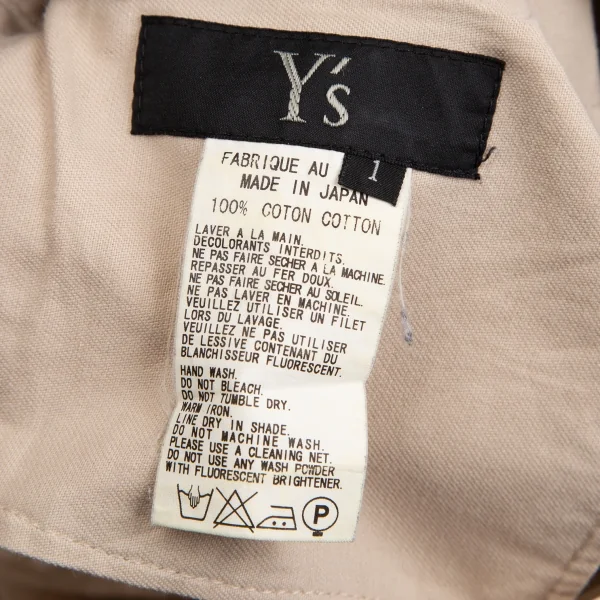 Y's
1
FABRIQUE AU
MADE IN JAPAN
100% COTON COTTON
LAVER A LA MAIN.
DECOLORANTS INTERDITS.
NE PAS FAIRE SECHER A LA MACHINE.
REPASSER AU FER DOUX.
NE PAS FAIRE SECHER AU SOLEIL.
NE PAS LAVER EN MACHINE.
VEUILLEZ UTILISER UN FILET
LORS DU LAVAGE.
VEUILLEZ NE PAS UTILISER
DE LESSIVE CONTENANT DU
BLANCHISSEUR FLUORESCENT.
HAND WASH.
DO NOT BLEACH.
DO NOT TUMBLE DRY.
WARM IRON.
LINE DRY IN SHADE.
DO NOT MACHINE WASH.
PLEASE USE A CLEANING NET.
DO NOT USE ANY WASH POWDER
WITH FLUORESCENT BRIGHTENER.
P